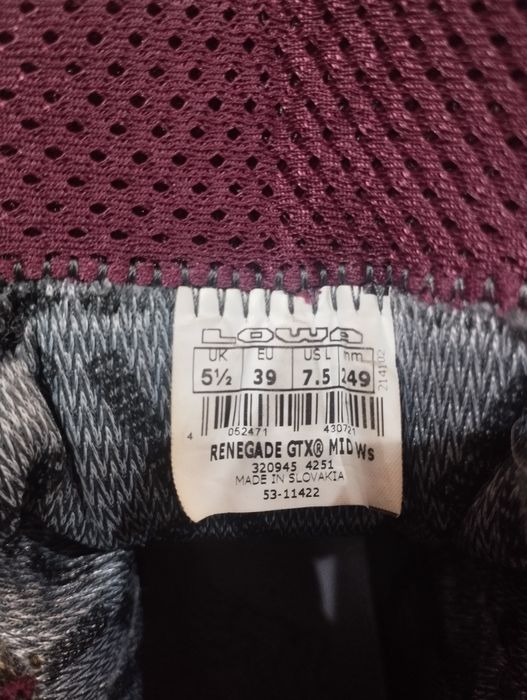 LOWA
UK EU US L mm
5½ 39 7.5 249
214102
4 052471 430721
RENEGADE GTX® MID Ws
320945 4251
MADE IN SLOVAKIA
53-11422